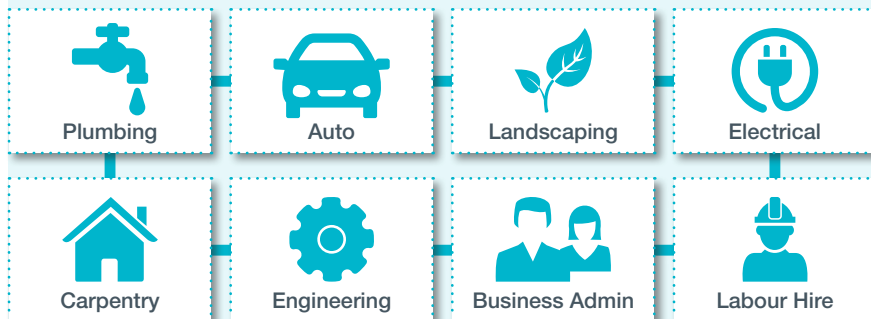 Plumbing
Auto
Landscaping
Electrical
Carpentry
Engineering
Business Admin
Labour Hire